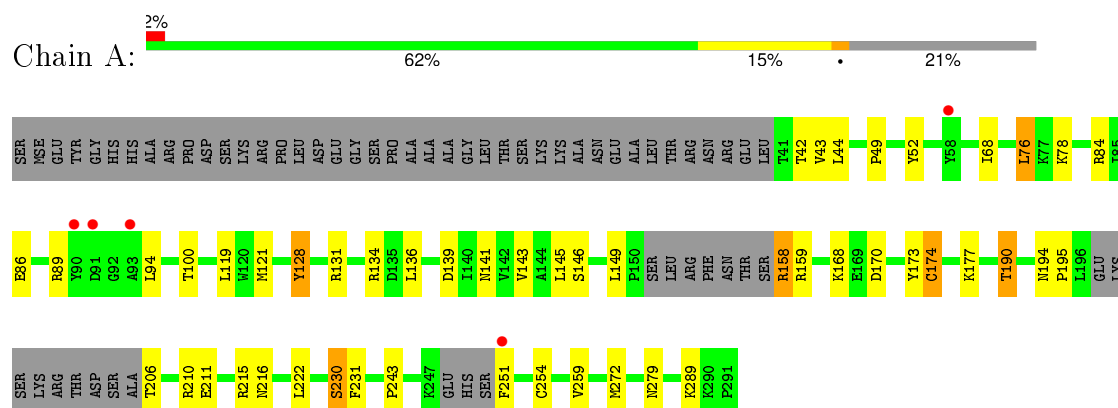 2%
Chain A:
62% 15% • 21%
SER MSE GLU TYR GLY HIS HIS ALA ARG PRO ASP SER LYS ARG PRO LEU ASP GLU GLY SER PRO ALA ALA ALA GLY LEU THR SER LYS LYS ALA ASN GLU ALA LEU THR ARG ASN ARG GLU LEU T41 T42 V43 L44 P49 Y52 Y58 I68 L76 K77 K78 R84 I85
E86 R89 Y90 D91 G92 A93 L94 T100 L119 W120 M121 Y128 R131 R134 D135 L136 D139 I140 N141 V142 V143 A144 L145 S146 L149 P150 SER LEU ARG PHE ASN THR SER R158 R159 K168 E169 D170 Y173 C174 K177 T190 N194 P195 L196 GLU LYS
SER LYS ARG THR ASP SER ALA T206 R210 E211 R215 N216 L222 S230 F231 P243 K247 GLU HIS SER F251 C254 V259 M272 N279 K289 K290 P291